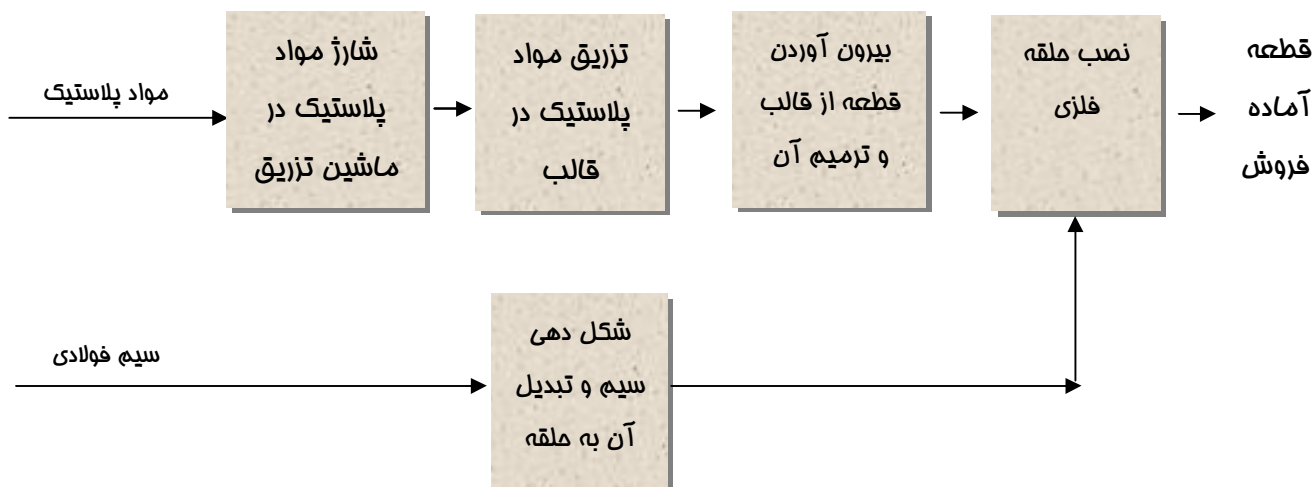 مواد پلاستیک
شارژ مواد
پلاستیک در
ماشین تزریق
تزریق مواد
پلاستیک در
قالب
بیرون آوردن
قطعه از قالب
و ترمیم آن
نصب حلقه
فلزی
قطعه
آماده
فروش
سیم فولادی
شکل دهی
سیم و تبدیل
آن به حلقه